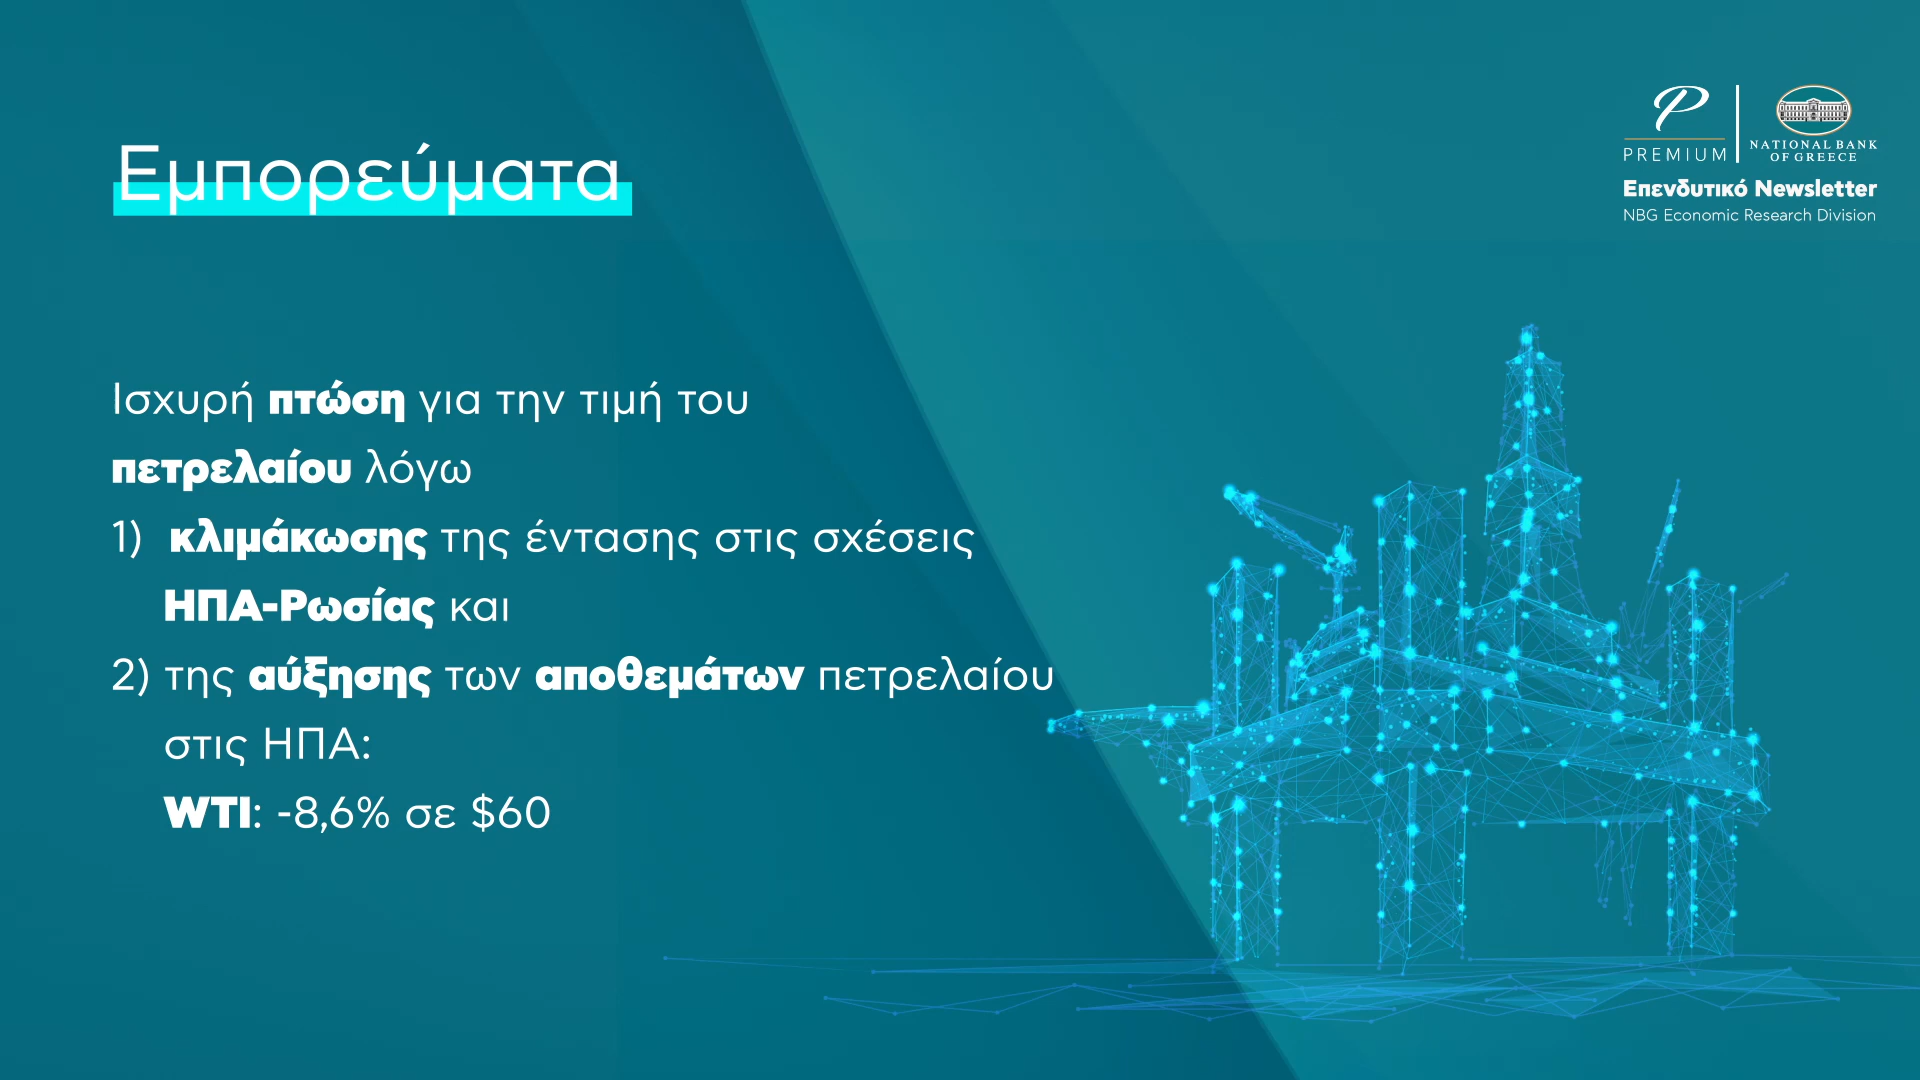 PREMIUM
NATIONAL BANK
OF GREECE
Επενδυτικό Newsletter
NBG Economic Research Division
Εμπορεύματα
Ισχυρή πτώση για την τιμή του
πετρελαίου λόγω
1) κλιμάκωσης της έντασης στις σχέσεις
ΗΠΑ-Ρωσίας και
2) της αύξησης των αποθεμάτων πετρελαίου
στις ΗΠΑ:
WTI: -8,6% σε $60